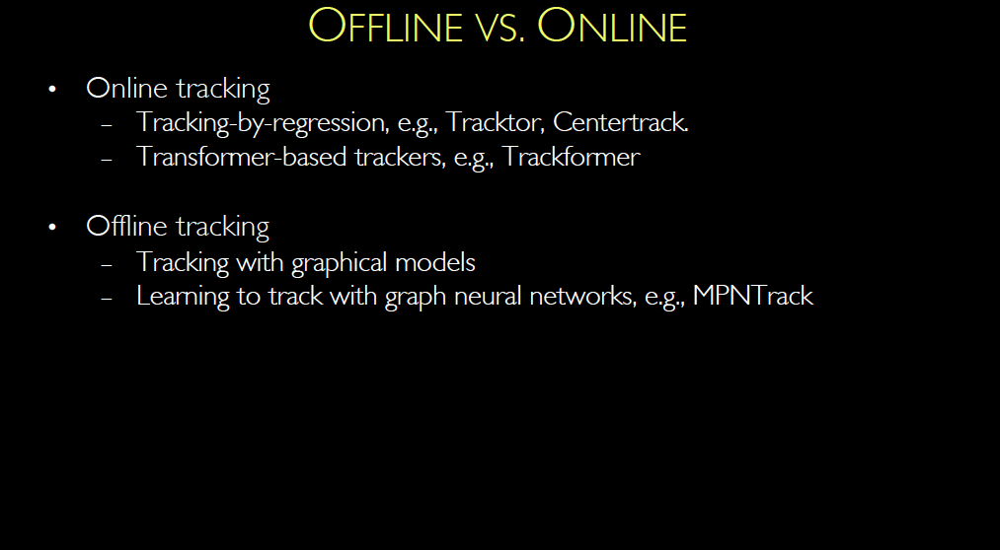 OFFLINE VS. ONLINE
• Online tracking
– Tracking-by-regression, e.g., Tracktor, Centertrack.
– Transformer-based trackers, e.g., Trackformer
• Offline tracking
– Tracking with graphical models
– Learning to track with graph neural networks, e.g., MPNTrack